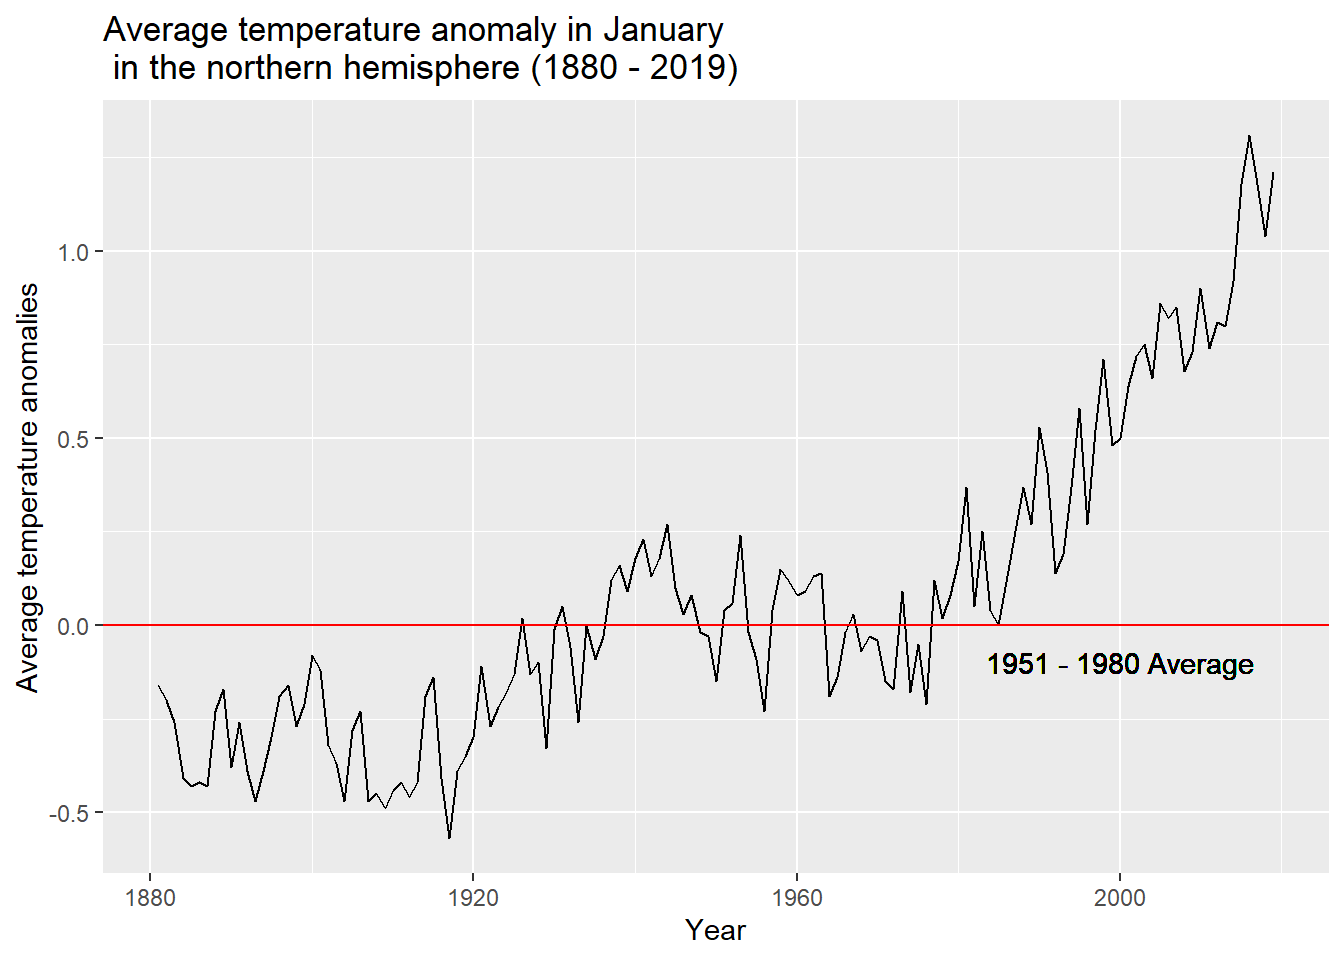 Average temperature anomaly in January
in the northern hemisphere (1880 - 2019)
Average temperature anomalies
1.0
0.5
0.0
-0.5
1951 - 1980 Average
1880
1920
1960
2000
Year